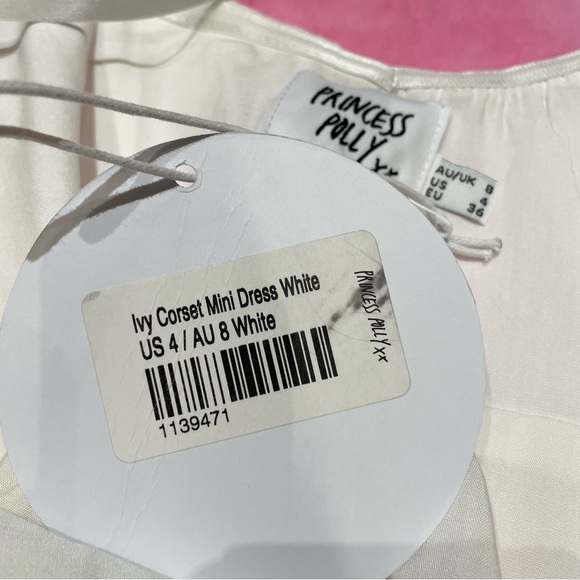 PRINCESS
POLLY xx
AU/UK 8
US 4
EU 36
Ivy Corset Mini Dress White
US 4 / AU 8 White
1139471
PRINCESS POLLY xx